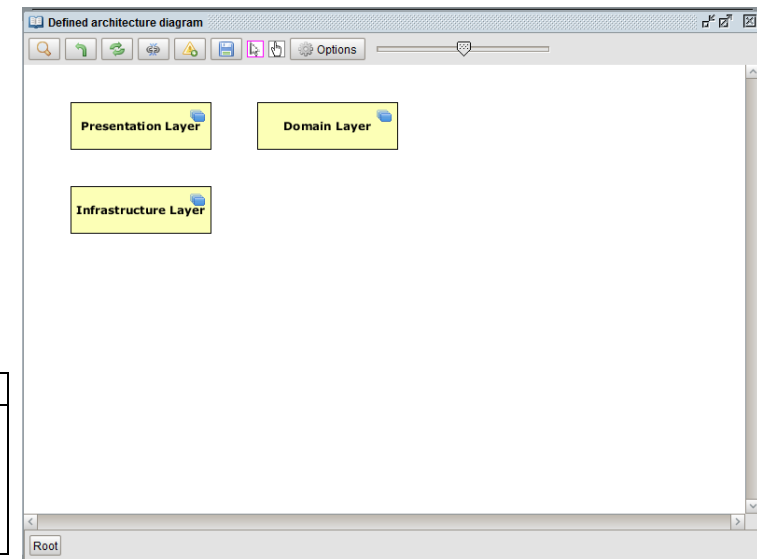 Defined architecture diagram
Options
Presentation Layer
Domain Layer
Infrastructure Layer
Root